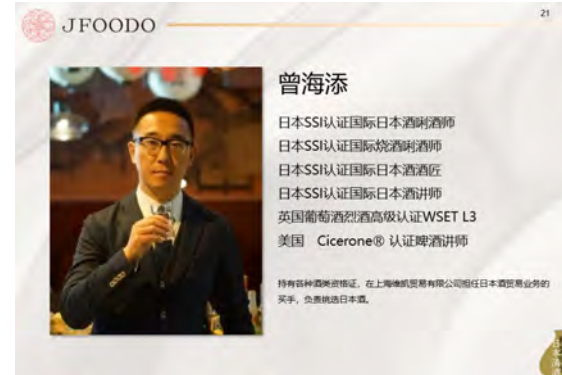 JFOODO
21
曾海添
日本SSI认证国际日本酒唎酒师
日本SSI认证国际烧酒唎酒师
日本SSI认证国际日本酒酒匠
日本SSI认证国际日本酒讲师
英国葡萄酒烈酒高级认证WSET L3
美国 Cicerone® 认证啤酒讲师
持有各种酒类资格证，在上海 凯贸易有限公司担任日本酒贸易业务的
买手，负责挑选日本酒。
日本海酒